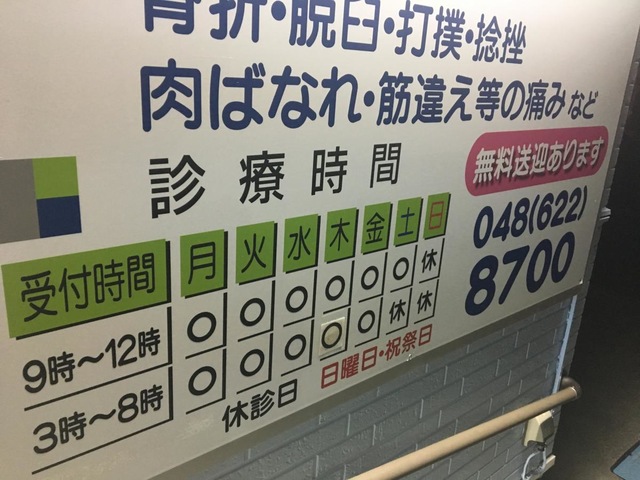 骨折・脱臼・打撲・捻挫
肉ばなれ・筋違え等の痛みなど
診療時間
無料送迎あります
048(622)
8700
受付時間 月 火 水 木 金 土 日
9時〜12時 ○ ○ ○ ○ ○ ○ 休
3時〜8時 ○ ○ ○ ○ ○ 休 休
休診日 日曜日・祝祭日